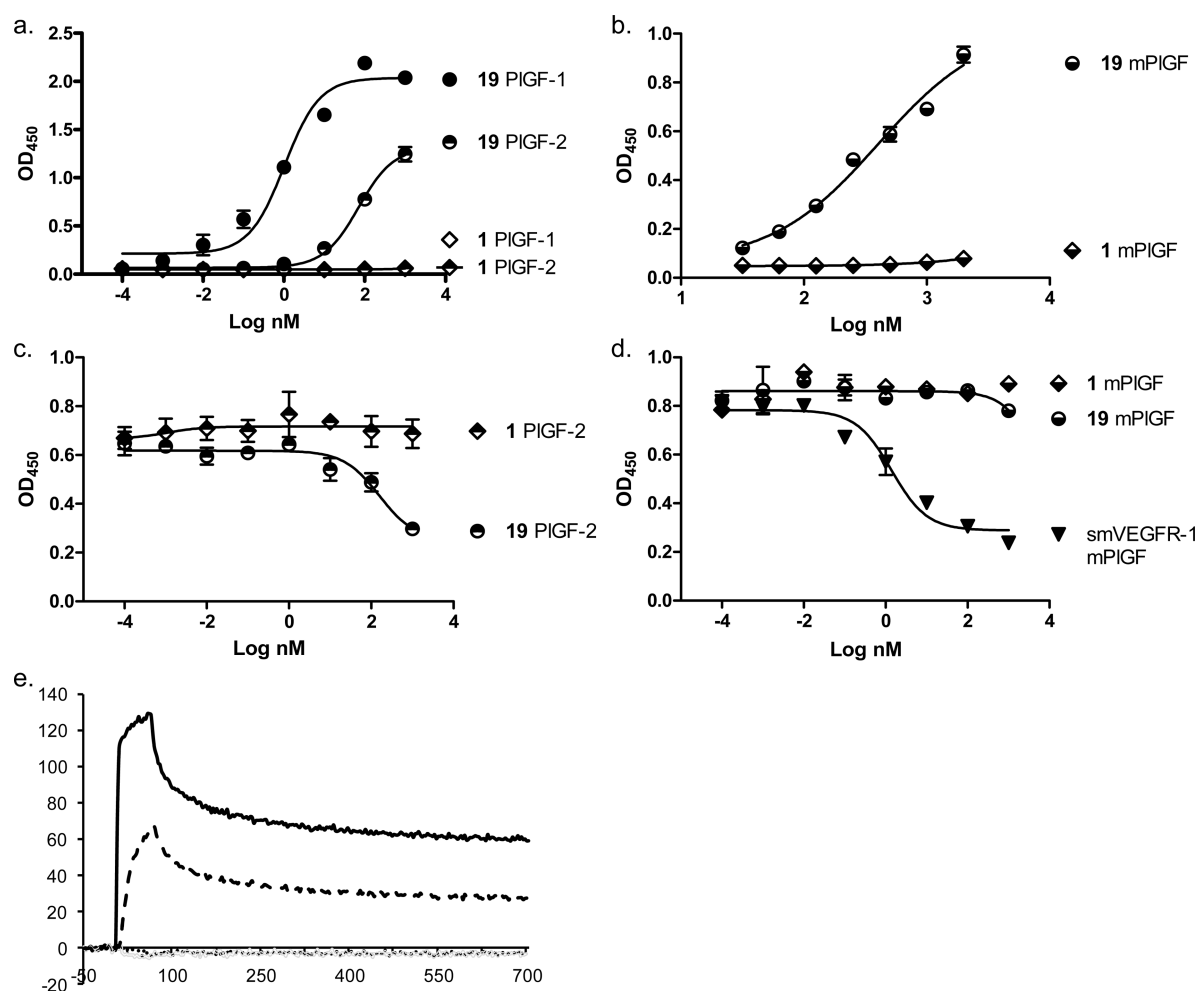 a.
2.5
2.0
1.5
1.0
0.5
0.0
OD450
-4 -2 0 2 4
Log nM
19 PlGF-1
19 PlGF-2
1 PlGF-1
1 PlGF-2
b.
1.0
0.8
0.6
0.4
0.2
0.0
OD450
1 2 3 4
Log nM
19 mPlGF
1 mPlGF
c.
1.0
0.8
0.6
0.4
0.2
0.0
OD450
-4 -2 0 2 4
Log nM
1 PlGF-2
19 PlGF-2
d.
1.0
0.8
0.6
0.4
0.2
0.0
OD450
-4 -2 0 2 4
Log nM
1 mPlGF
19 mPlGF
smVEGFR-1
mPlGF
e.
140
120
100
80
60
40
20
0
-20
-50 100 250 400 550 700